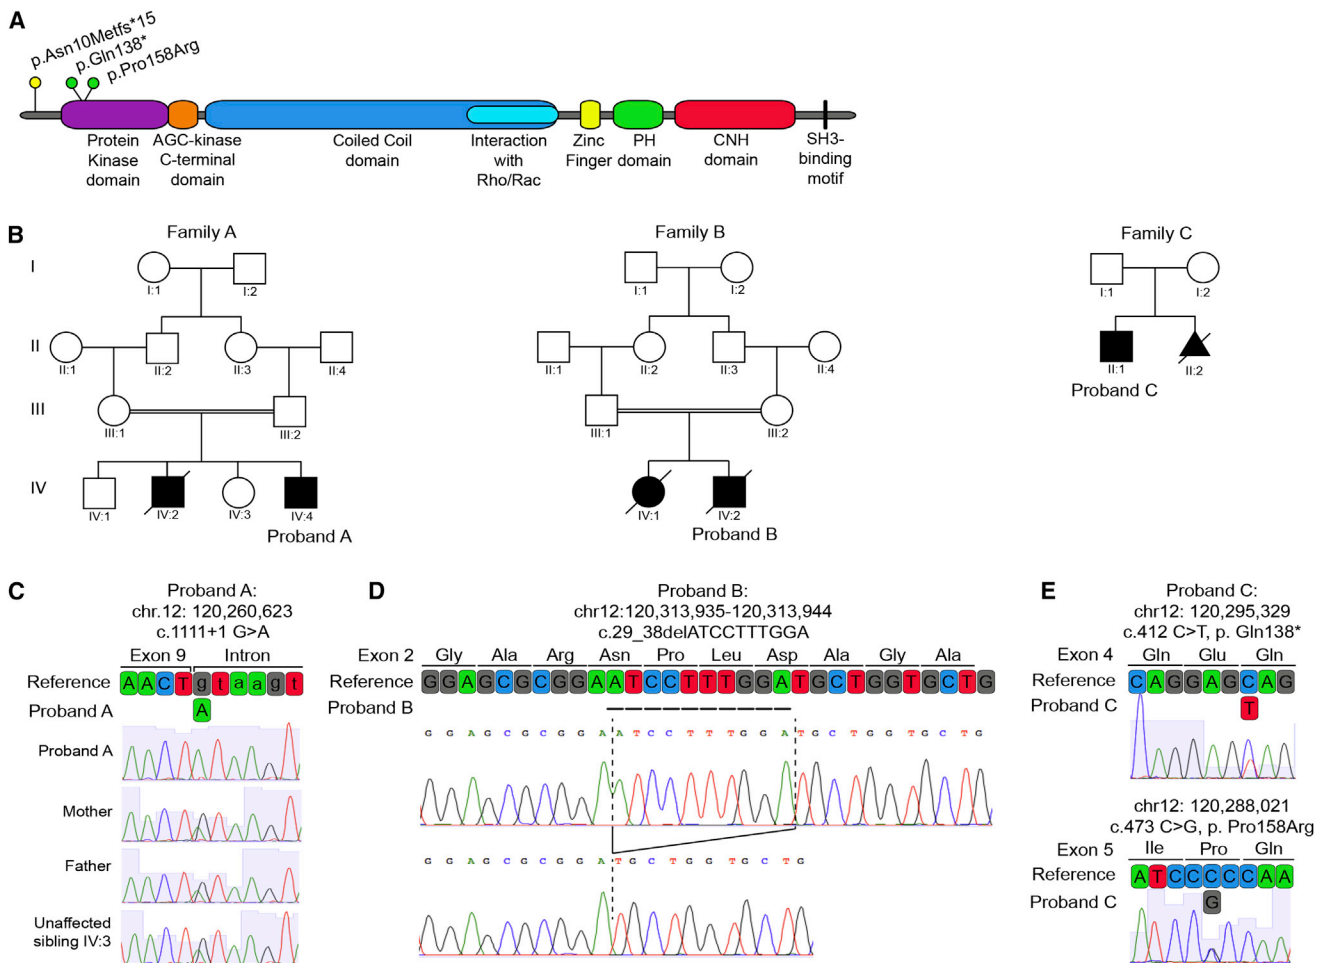 A
p.Asn10Metfs*15
p.Gln138*
p.Pro158Arg
Protein Kinase domain
AGC-kinase C-terminal domain
Coiled Coil domain
Interaction with Rho/Rac
Zinc Finger
PH domain
CNH domain
SH3-binding motif
B
Family A
Family B
Family C
I
I:1
I:2
I:1
I:2
I:1
I:2
II
II:1
II:2
II:3
II:4
II:1
II:2
II:3
II:4
II:1
II:2
Proband C
III
III:1
III:2
III:1
III:2
IV
IV:1
IV:2
IV:3
IV:4
IV:1
IV:2
Proband A
Proband B
C
Proband A:
chr.12: 120,260,623
c.1111+1 G>A
Exon 9 Intron
Reference A A C T g t a a g t
Proband A A
Proband A
Mother
Father
Unaffected
sibling IV:3
D
Proband B:
chr12:120,313,935-120,313,944
c.29_38delATCCTTTGGA
Exon 2 Gly Ala Arg Asn Pro Leu Asp Ala Gly Ala
Reference G G A G C G C G G A A T C C T T T G G A T G C T G G T G C T G
Proband B
G G A G C G C G G A A T C C T T T G G A T G C T G G T G C T G
G G A G C G C G G A T G C T G G T G C T G
E
Proband C:
chr12: 120,295,329
c.412 C>T, p. Gln138*
Exon 4 Gln Glu Gln
Reference C A G G A G C A G
Proband C T
chr12: 120,288,021
c.473 C>G, p. Pro158Arg
Exon 5 Ile Pro Gln
Reference A T C C C C C A A
Proband C G